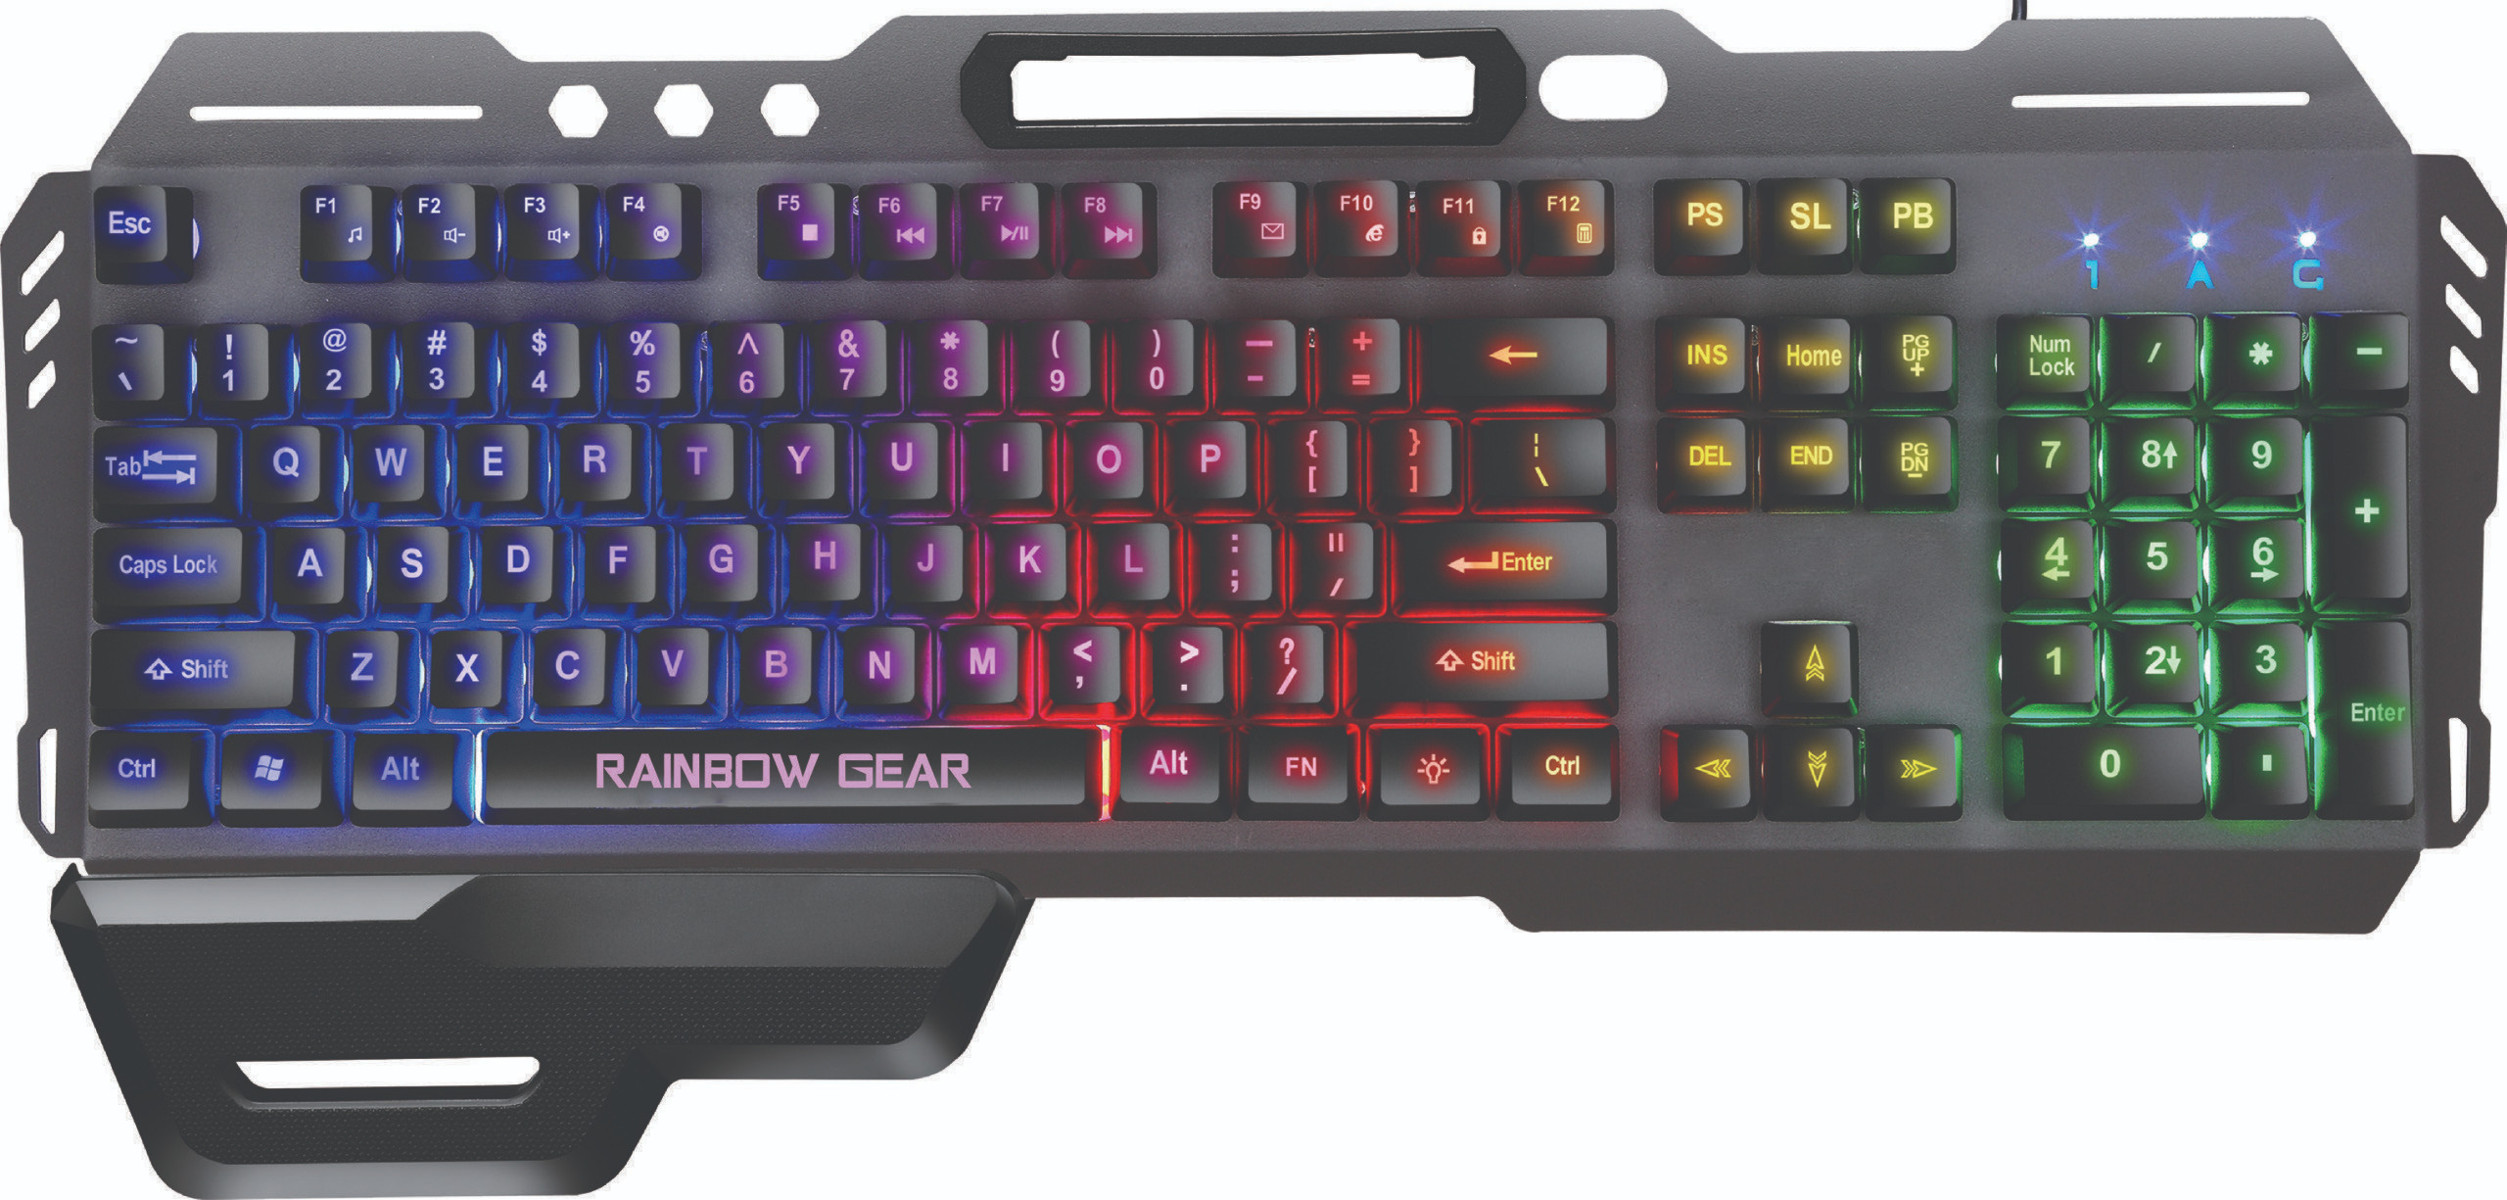 Esc F1 F2 F3 F4 F5 F6 F7 F8 F9 F10 F11 F12 PS SL PB
1 A G
~ ! @ # $ % ^ & * ( ) — +
\ 1 2 3 4 5 6 7 8 9 0 - =
INS Home PG UP + Num Lock / * −
Tab Q W E R T Y U I O P { [ } ] ¦ \
DEL END PG DN − 7 8 9 +
Caps Lock A S D F G H J K L : ; " / Enter
4 5 6
Shift Z X C V B N M < , > . ? / Shift
1 2 3 Enter
Ctrl Alt RAINBOW GEAR Alt FN Ctrl
0 .